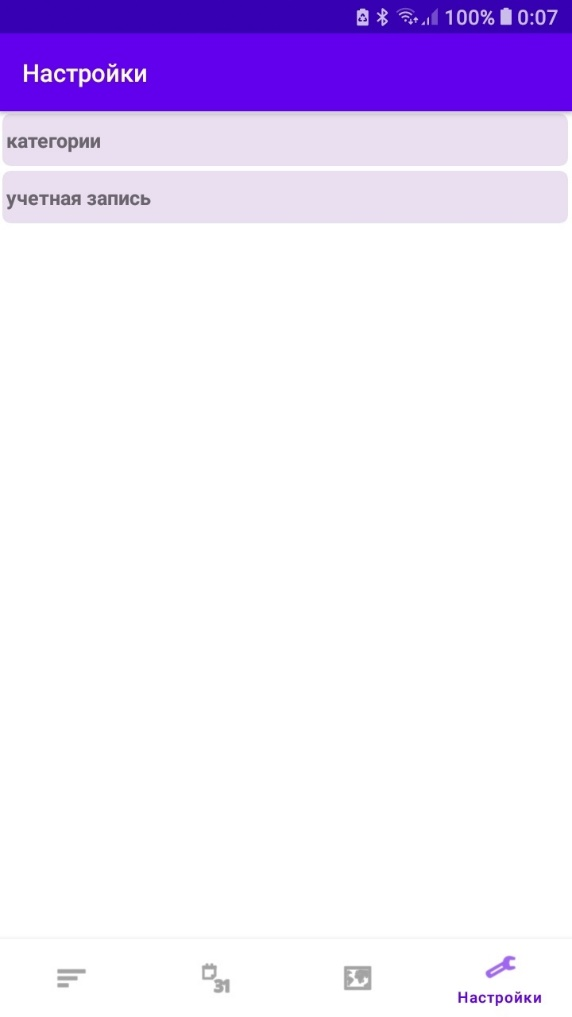 100% 0:07
Настройки
категории
учетная запись
31
Настройки